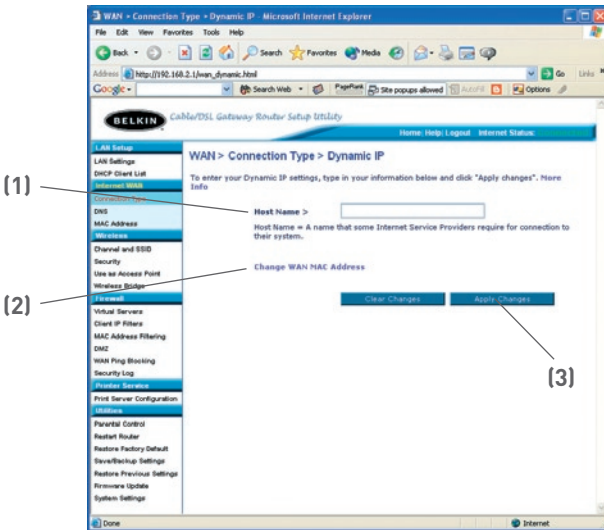 WAN > Connection Type > Dynamic IP - Microsoft Internet Explorer
File Edit View Favorites Tools Help
Back Search Favorites Media
Address http://192.168.2.1/wan_dynamic.html Go Links
Google Search Web PageRank Site popups allowed AutoFill Options
BELKIN Cable/DSL Gateway Router Setup Utility
Home| Help| Logout Internet Status:
LAN Setup
LAN Settings
DHCP Client List
Internet WAN
Connection Type
DNS
MAC Address
Wireless
Channel and SSID
Security
Use as Access Point
Wireless Bridge
Firewall
Virtual Servers
Client IP Filters
MAC Address Filtering
DMZ
WAN Ping Blocking
Security Log
Printer Service
Print Server Configuration
Utilities
Parental Control
Restart Router
Restore Factory Default
Save/Backup Settings
Restore Previous Settings
Firmware Update
System Settings
WAN > Connection Type > Dynamic IP
To enter your Dynamic IP settings, type in your information below and click "Apply changes". More
Info
(1)
Host Name >
Host Name = A name that some Internet Service Providers require for connection to
their system.
(2)
Change WAN MAC Address
Clear Changes Apply Changes
(3)
Done Internet